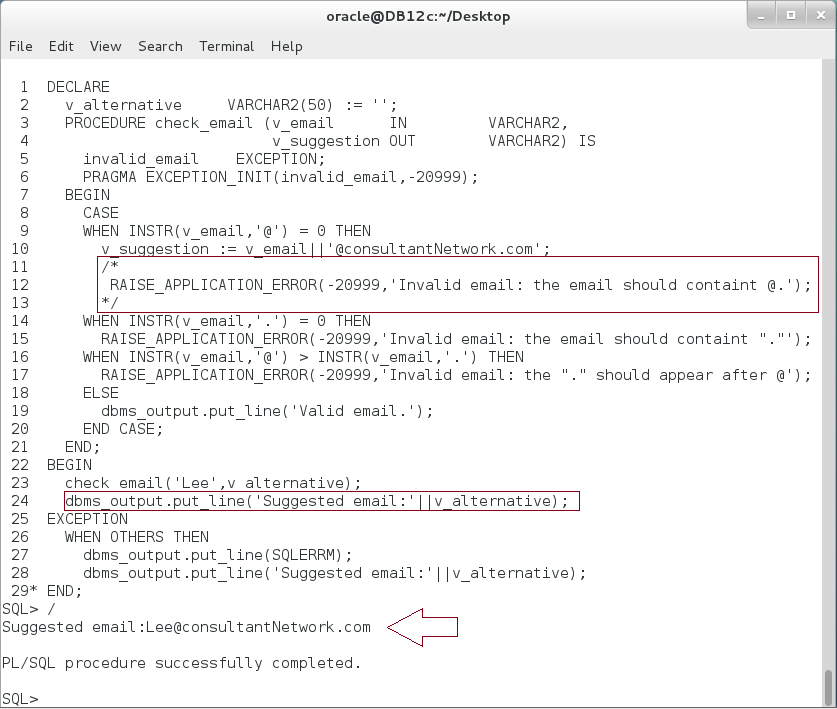 oracle@DB12c:~/Desktop
File Edit View Search Terminal Help
1 DECLARE
2 v_alternative VARCHAR2(50) := '';
3 PROCEDURE check_email (v_email IN VARCHAR2,
4 v_suggestion OUT VARCHAR2) IS
5 invalid_email EXCEPTION;
6 PRAGMA EXCEPTION_INIT(invalid_email,-20999);
7 BEGIN
8 CASE
9 WHEN INSTR(v_email,'@') = 0 THEN
10 v_suggestion := v_email||'@consultantNetwork.com';
11 /*
12 RAISE_APPLICATION_ERROR(-20999,'Invalid email: the email should containt @.');
13 */
14 WHEN INSTR(v_email,'.') = 0 THEN
15 RAISE_APPLICATION_ERROR(-20999,'Invalid email: the email should containt "."');
16 WHEN INSTR(v_email,'@') > INSTR(v_email,'.') THEN
17 RAISE_APPLICATION_ERROR(-20999,'Invalid email: the "." should appear after @');
18 ELSE
19 dbms_output.put_line('Valid email.');
20 END CASE;
21 END;
22 BEGIN
23 check_email('Lee',v_alternative);
24 dbms_output.put_line('Suggested email:'||v_alternative);
25 EXCEPTION
26 WHEN OTHERS THEN
27 dbms_output.put_line(SQLERRM);
28 dbms_output.put_line('Suggested email:'||v_alternative);
29* END;
SQL> /
Suggested email:Lee@consultantNetwork.com
PL/SQL procedure successfully completed.
SQL>